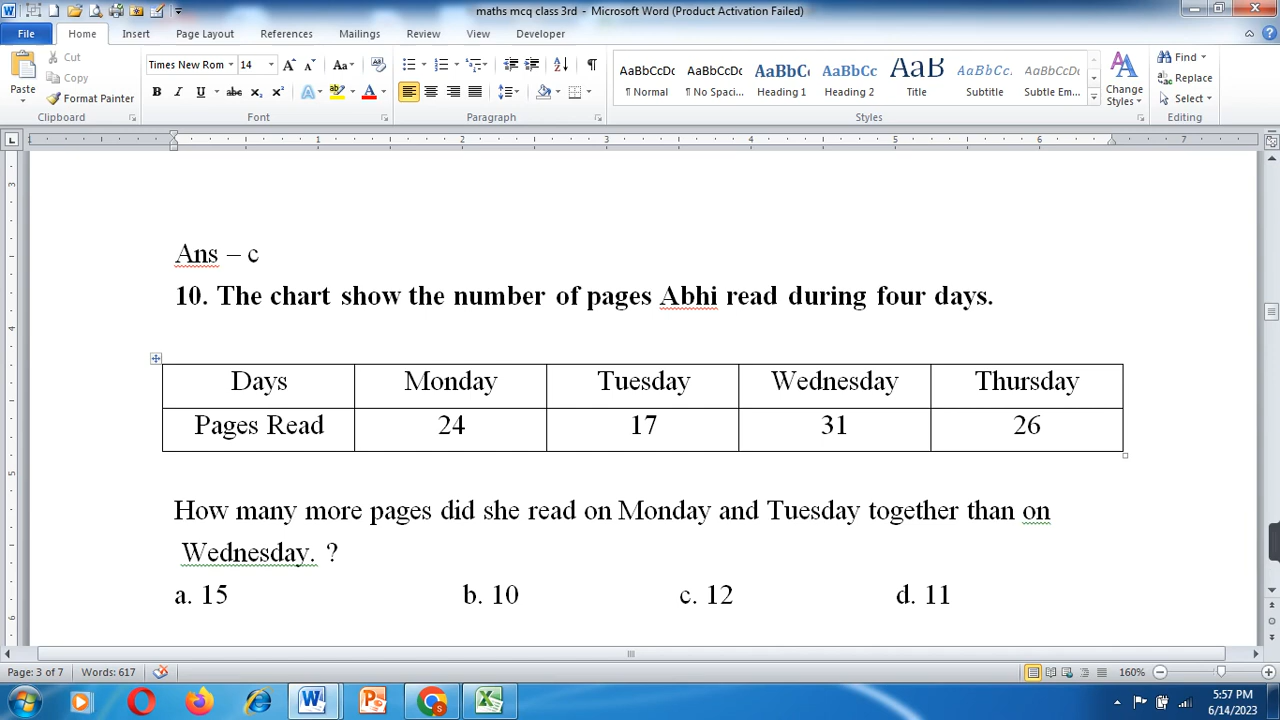 maths mcq class 3rd - Microsoft Word (Product Activation Failed)
File Home Insert Page Layout References Mailings Review View Developer
Cut
Copy
Format Painter
Paste
Clipboard
Times New Rom 14
Font
Paragraph
AaBbCcDc AaBbCcDc AaBbCc AaBbCc AaB AaBbCc. AaBbCcDc
¶ Normal ¶ No Spaci... Heading 1 Heading 2 Title Subtitle Subtle Em...
Change Styles
Styles
Find
Replace
Select
Editing
Ans – c
10. The chart show the number of pages Abhi read during four days.
Days Monday Tuesday Wednesday Thursday
Pages Read 24 17 31 26
How many more pages did she read on Monday and Tuesday together than on
Wednesday. ?
a. 15 b. 10 c. 12 d. 11
Page: 3 of 7 Words: 617 160%
5:57 PM
6/14/2023